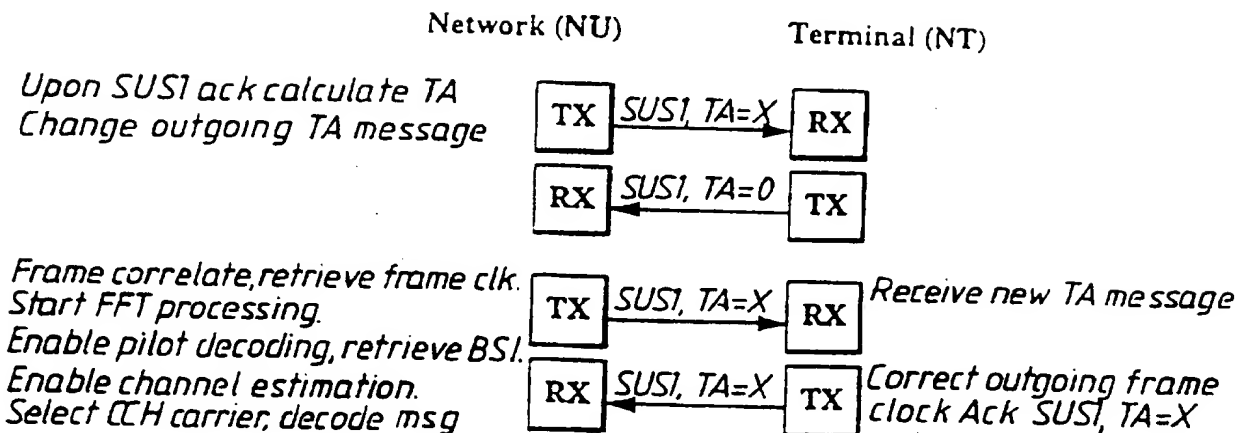 Network (NU)
Terminal (NT)
Upon SUS1 ack calculate TA
Change outgoing TA message
TX
SUS1, TA=X
RX
RX
SUS1, TA=0
TX
Frame correlate, retrieve frame clk.
Start FFT processing.
Enable pilot decoding, retrieve BSI.
TX
SUS1, TA=X
RX
Receive new TA message
Enable channel estimation.
Select CCH carrier, decode msg
RX
SUS1, TA=X
TX
Correct outgoing frame
clock Ack SUS1, TA=X